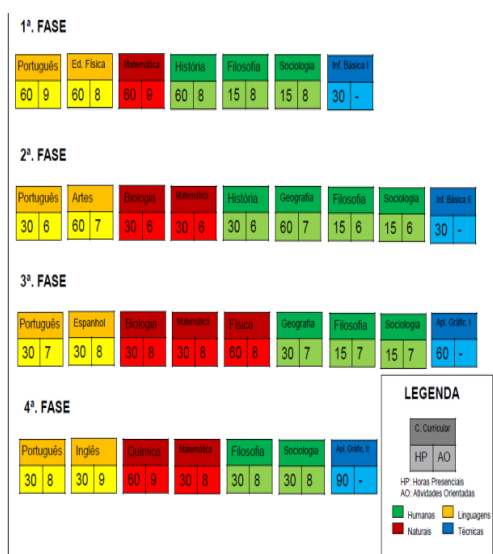 1ª. FASE
Português Ed. Física Matemática História Filosofia Sociologia Inf. Básica I
60 9 60 8 60 9 60 8 15 8 15 8 30 -
2ª. FASE
Português Artes Biologia Matemática História Geografia Filosofia Sociologia Inf. Básica II
30 6 60 7 30 6 30 6 30 6 60 7 15 6 15 6 30 -
3ª. FASE
Português Espanhol Biologia Matemática Física Geografia Filosofia Sociologia Apl. Gráfic. I
30 7 30 8 30 8 30 8 60 8 30 7 15 7 15 7 60 -
4ª. FASE
Português Inglês Química Matemática Filosofia Sociologia Apl. Gráfic. II
30 8 30 9 60 9 30 8 30 8 30 8 90 -
LEGENDA
C. Curricular
HP AO
HP: Horas Presenciais
AO: Atividades Orientadas
Humanas Linguagens
Naturais Técnicas